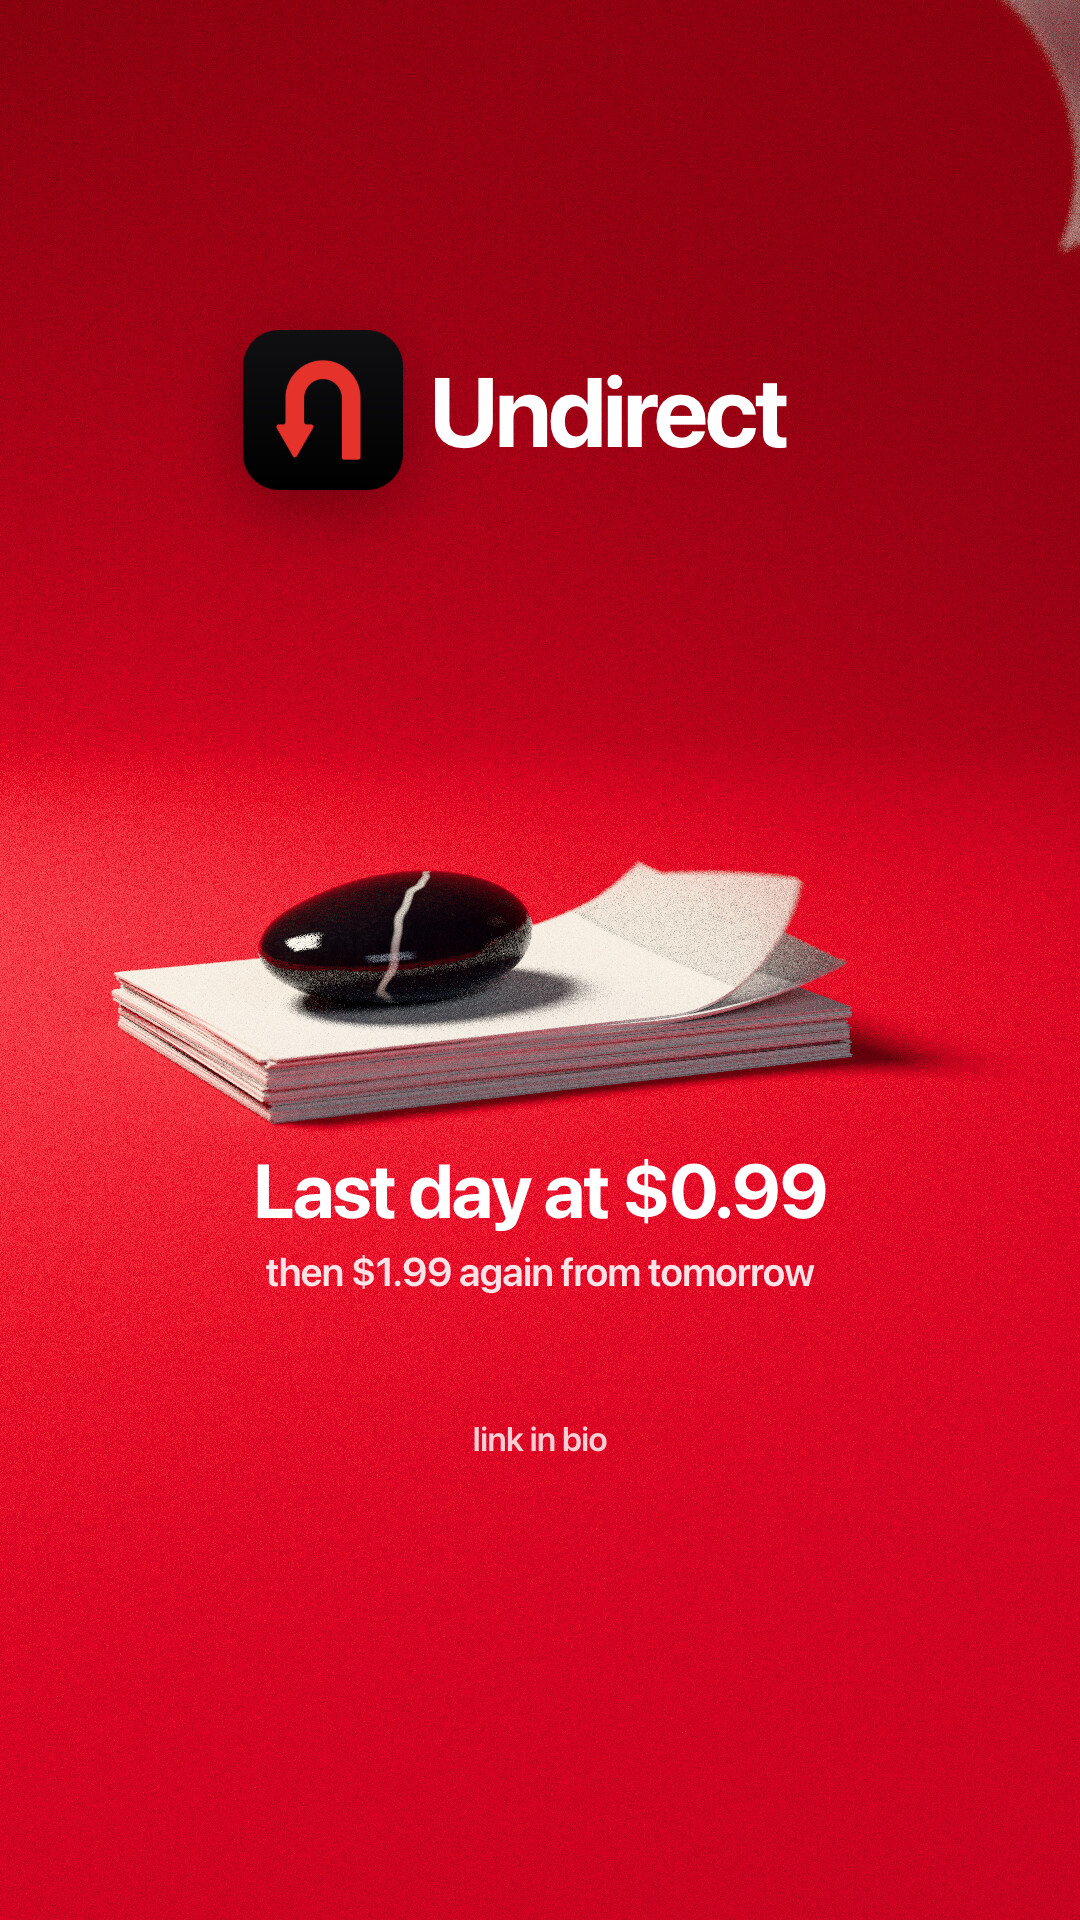 Undirect
Last day at $0.99
then $1.99 again from tomorrow
link in bio